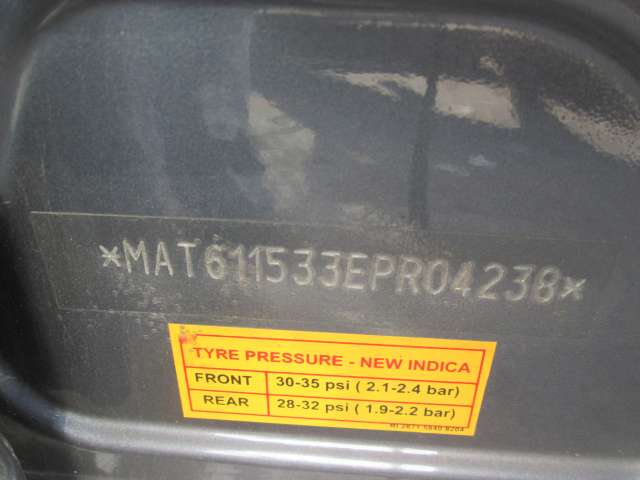 *MAT611533EPR04238*
TYRE PRESSURE - NEW INDICA
FRONT 30-35 psi ( 2.1-2.4 bar)
REAR 28-32 psi ( 1.9-2.2 bar)